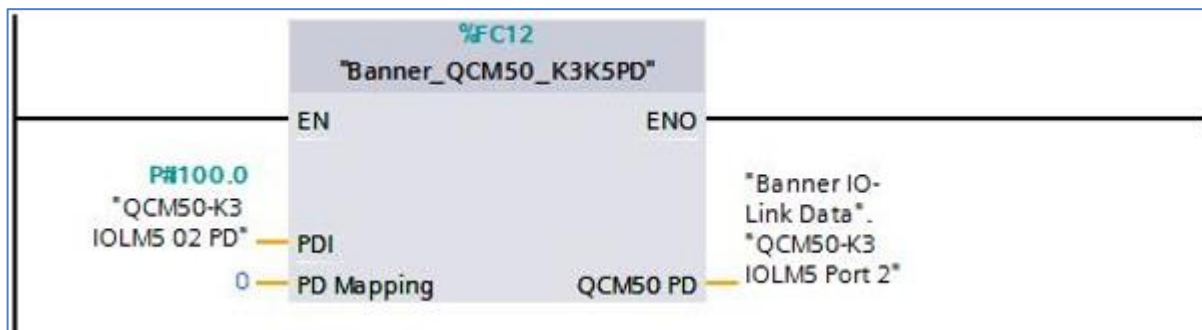 %FC12
"Banner_QCM50_K3K5PD"
EN ENO
P#I100.0
"QCM50-K3
IOLM5 02 PD"
PDI
0
PD Mapping
QCM50 PD
"Banner IO-
Link Data".
"QCM50-K3
IOLM5 Port 2"